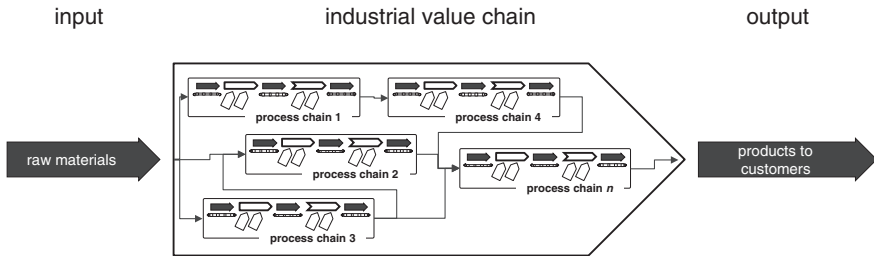 input
industrial value chain
output
process chain 1
process chain 4
raw materials
process chain 2
process chain n
products to
customers
process chain 3